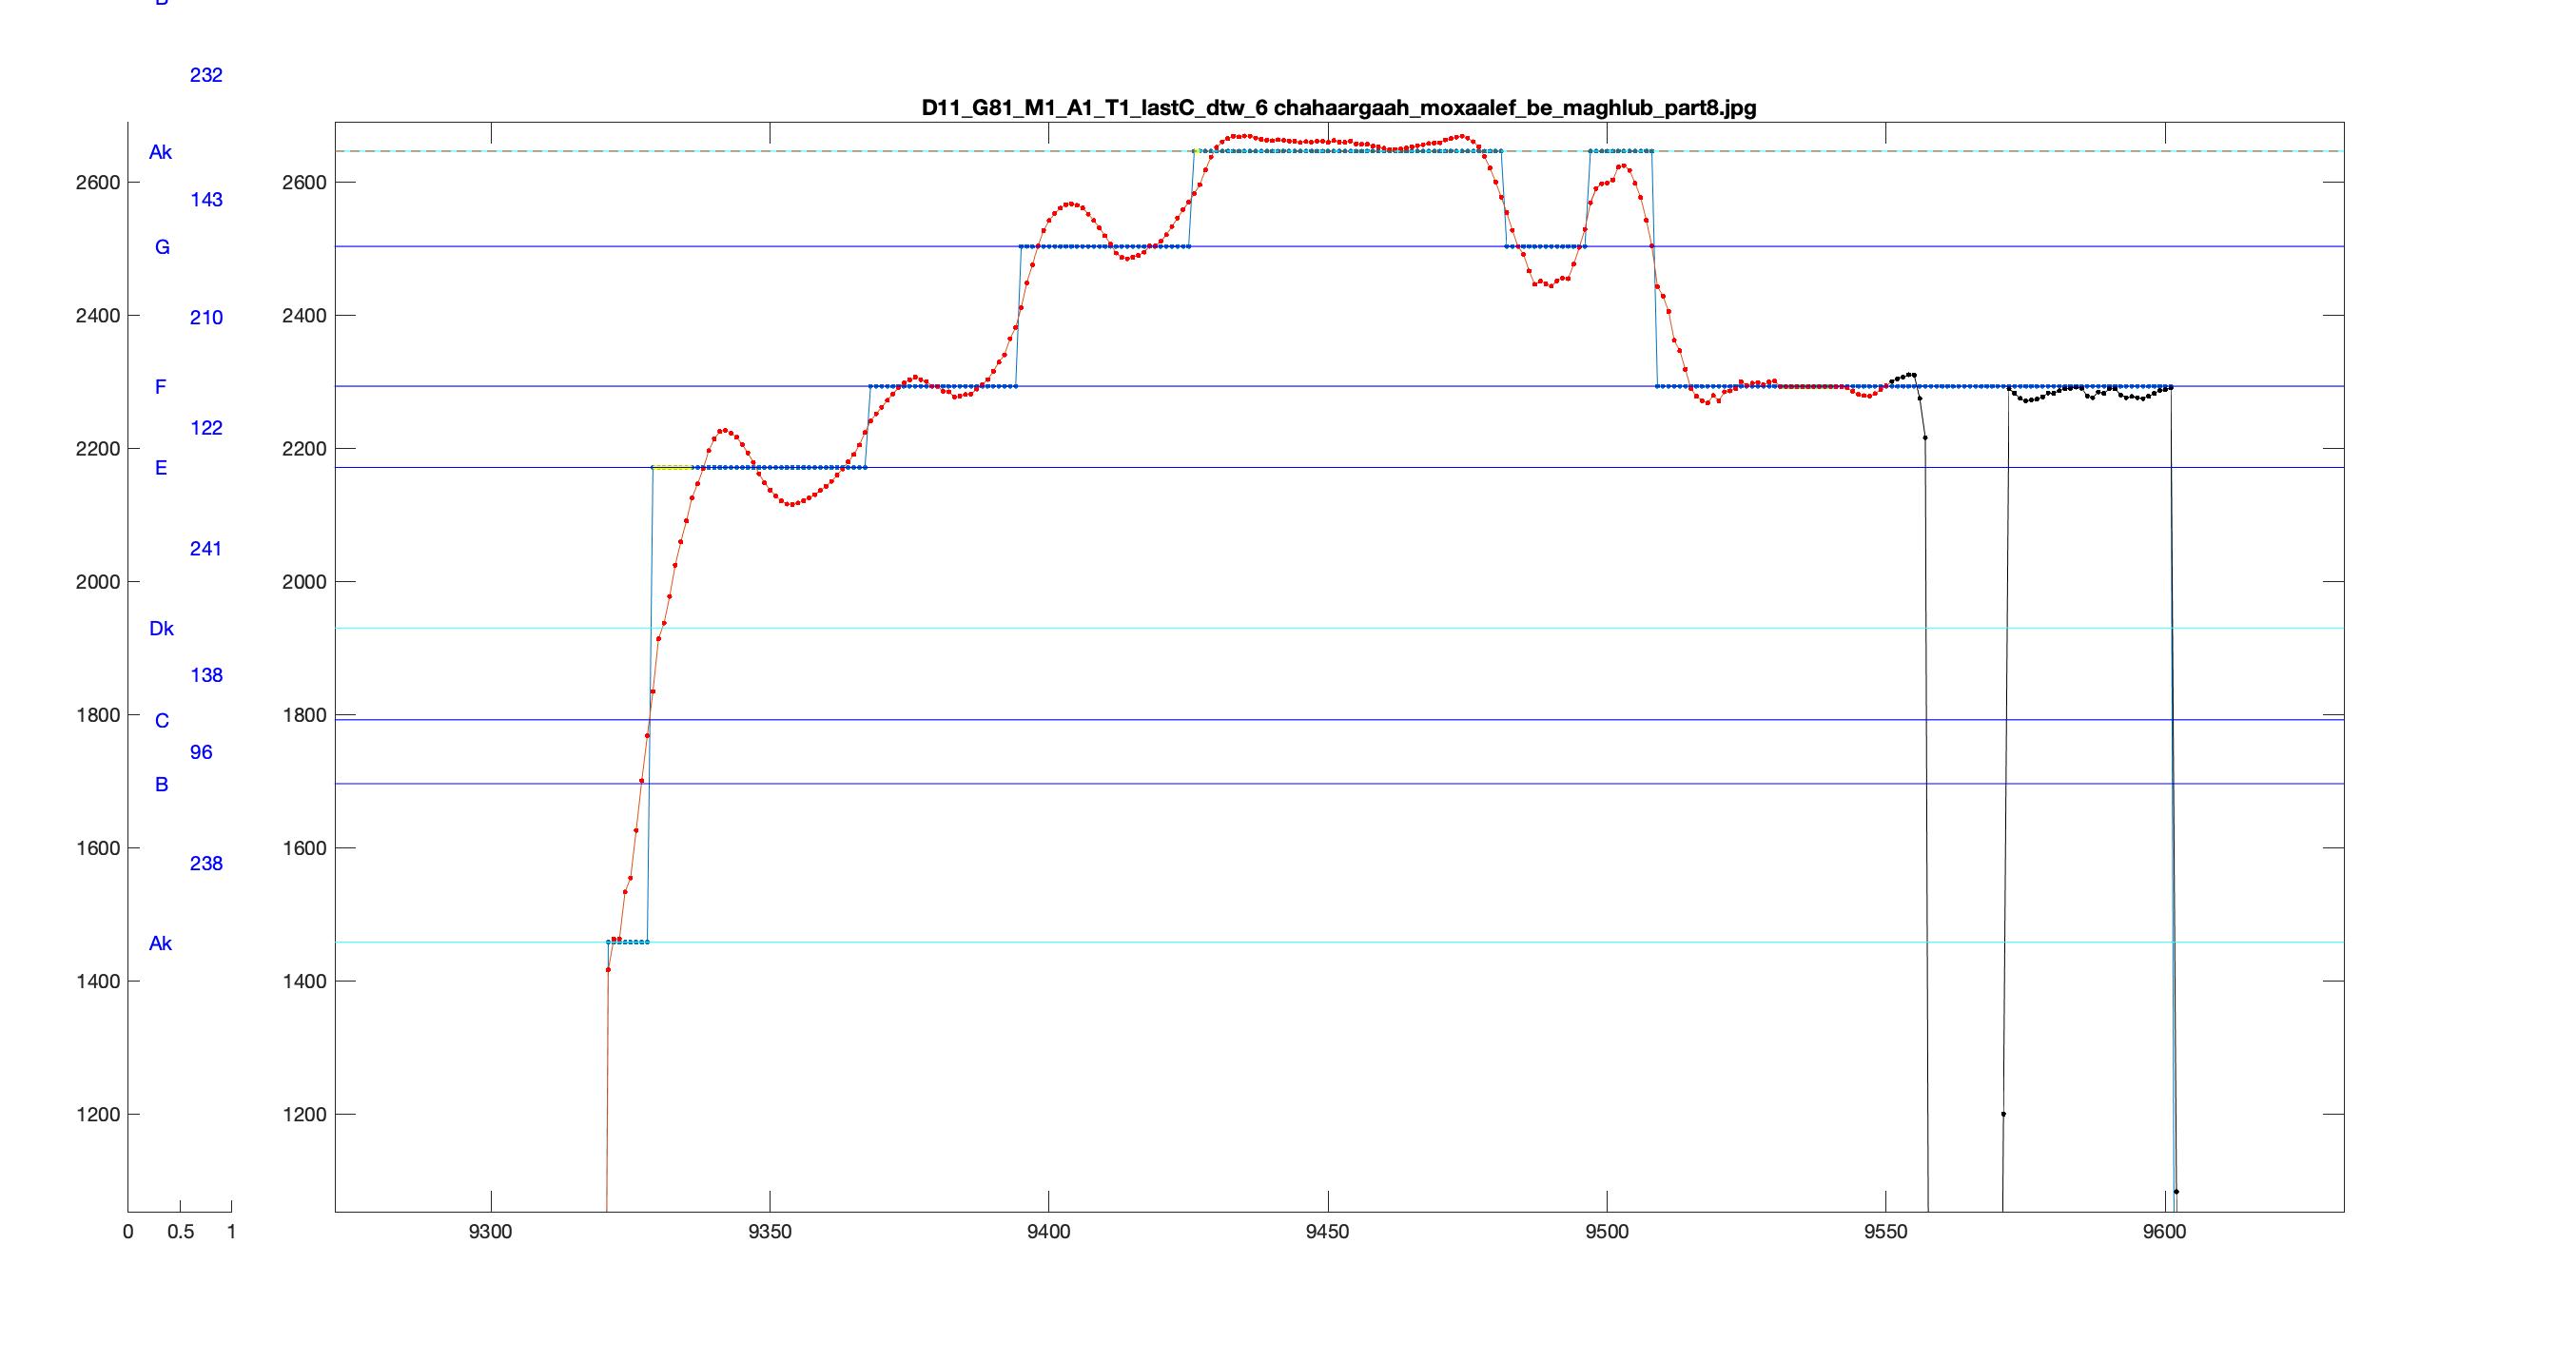 232
D11_G81_M1_A1_T1_lastC_dtw_6 chahaargaah_moxaalef_be_maghlub_part8.jpg
Ak
2600 2600
143
G
2400 210 2400
F
122
2200 E 2200
241
2000 2000
Dk
138
1800 C 1800
96
B
1600 238 1600
Ak
1400 1400
1200 1200
0 0.5 1 9300 9350 9400 9450 9500 9550 9600